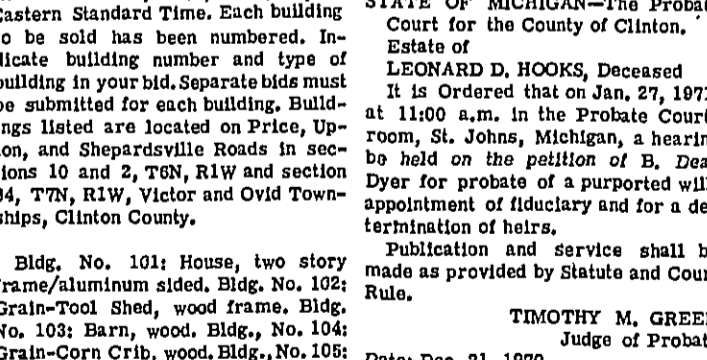 Eastern Standard Time. Each building
to be sold has been numbered. In-
dicate building number and type of
building in your bid. Separate bids must
be submitted for each building. Build-
ings listed are located on Price, Up-
ton, and Shepardsville Roads in sec-
tions 10 and 2, T6N, R1W and section
34, T7N, R1W, Victor and Ovid Town-
ships, Clinton County.
Bldg. No. 101: House, two story
frame/aluminum sided. Bldg. No. 102:
Grain-Tool Shed, wood frame. Bldg.
No. 103: Barn, wood. Bldg., No. 104:
Grain-Corn Crib, wood. Bldg., No. 105:
STATE OF MICHIGAN—The Probat
Court for the County of Clinton.
Estate of
LEONARD D. HOOKS, Deceased
It is Ordered that on Jan. 27, 1971
at 11:00 a.m. in the Probate Court
room, St. Johns, Michigan, a hearin
be held on the petition of B. Dea
Dyer for probate of a purported will
appointment of fiduciary and for a de
termination of heirs.
Publication and service shall b
made as provided by Statute and Cour
Rule.
TIMOTHY M. GREEN
Judge of Probat
Date: Dec. 21, 1970